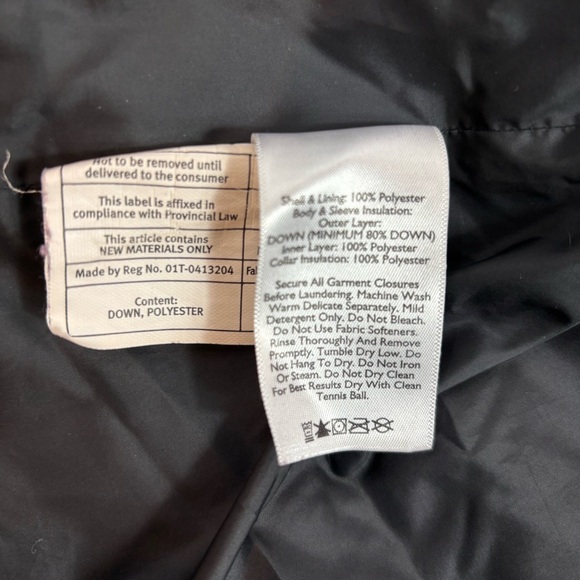 Not to be removed until
delivered to the consumer
This label is affixed in
compliance with Provincial Law
This article contains
NEW MATERIALS ONLY
Made by Reg No. 01T-0413204
Content:
DOWN, POLYESTER
Shell & Lining: 100% Polyester
Body & Sleeve Insulation:
Outer Layer:
DOWN (MINIMUM 80% DOWN)
Inner Layer: 100% Polyester
Collar Insulation: 100% Polyester
Secure All Garment Closures
Before Laundering. Machine Wash
Warm Delicate Separately. Mild
Detergent Only. Do Not Bleach.
Do Not Use Fabric Softeners.
Rinse Thoroughly And Remove
Promptly. Tumble Dry Low. Do
Not Hang To Dry. Do Not Iron
Or Steam. Do Not Dry Clean
For Best Results Dry With Clean
Tennis Ball.